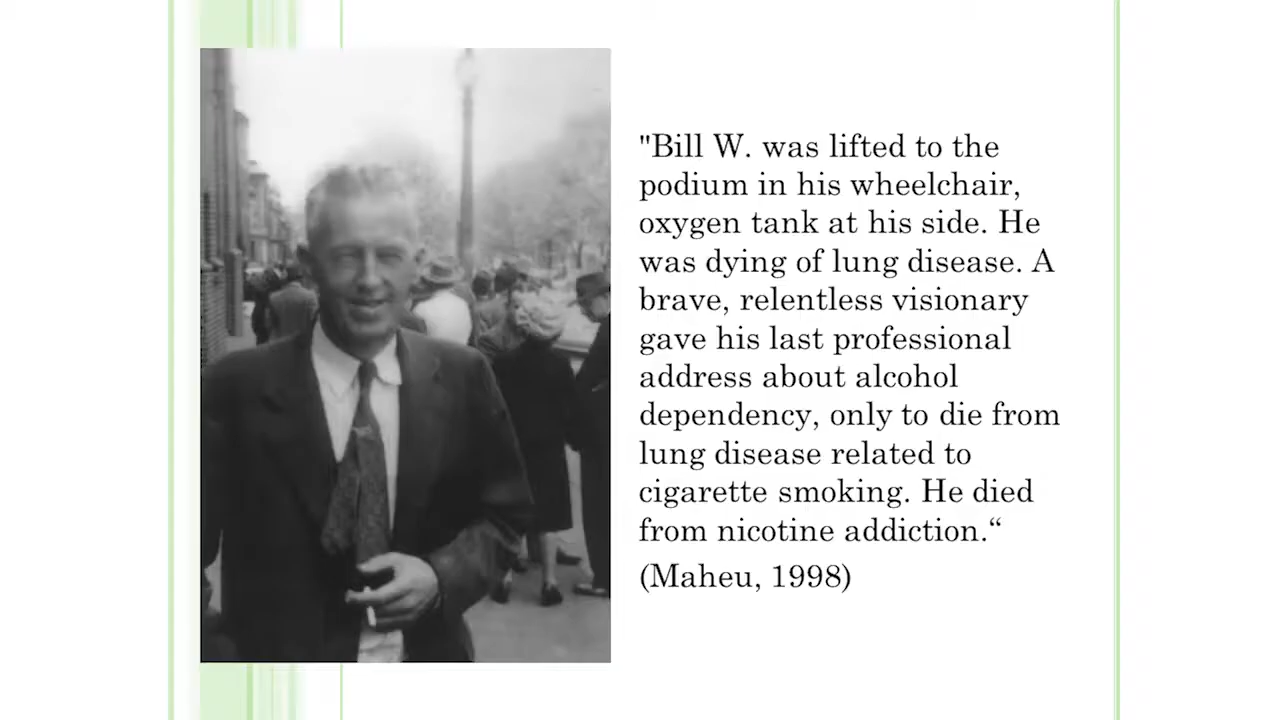 "Bill W. was lifted to the
podium in his wheelchair,
oxygen tank at his side. He
was dying of lung disease. A
brave, relentless visionary
gave his last professional
address about alcohol
dependency, only to die from
lung disease related to
cigarette smoking. He died
from nicotine addiction.“
(Maheu, 1998)